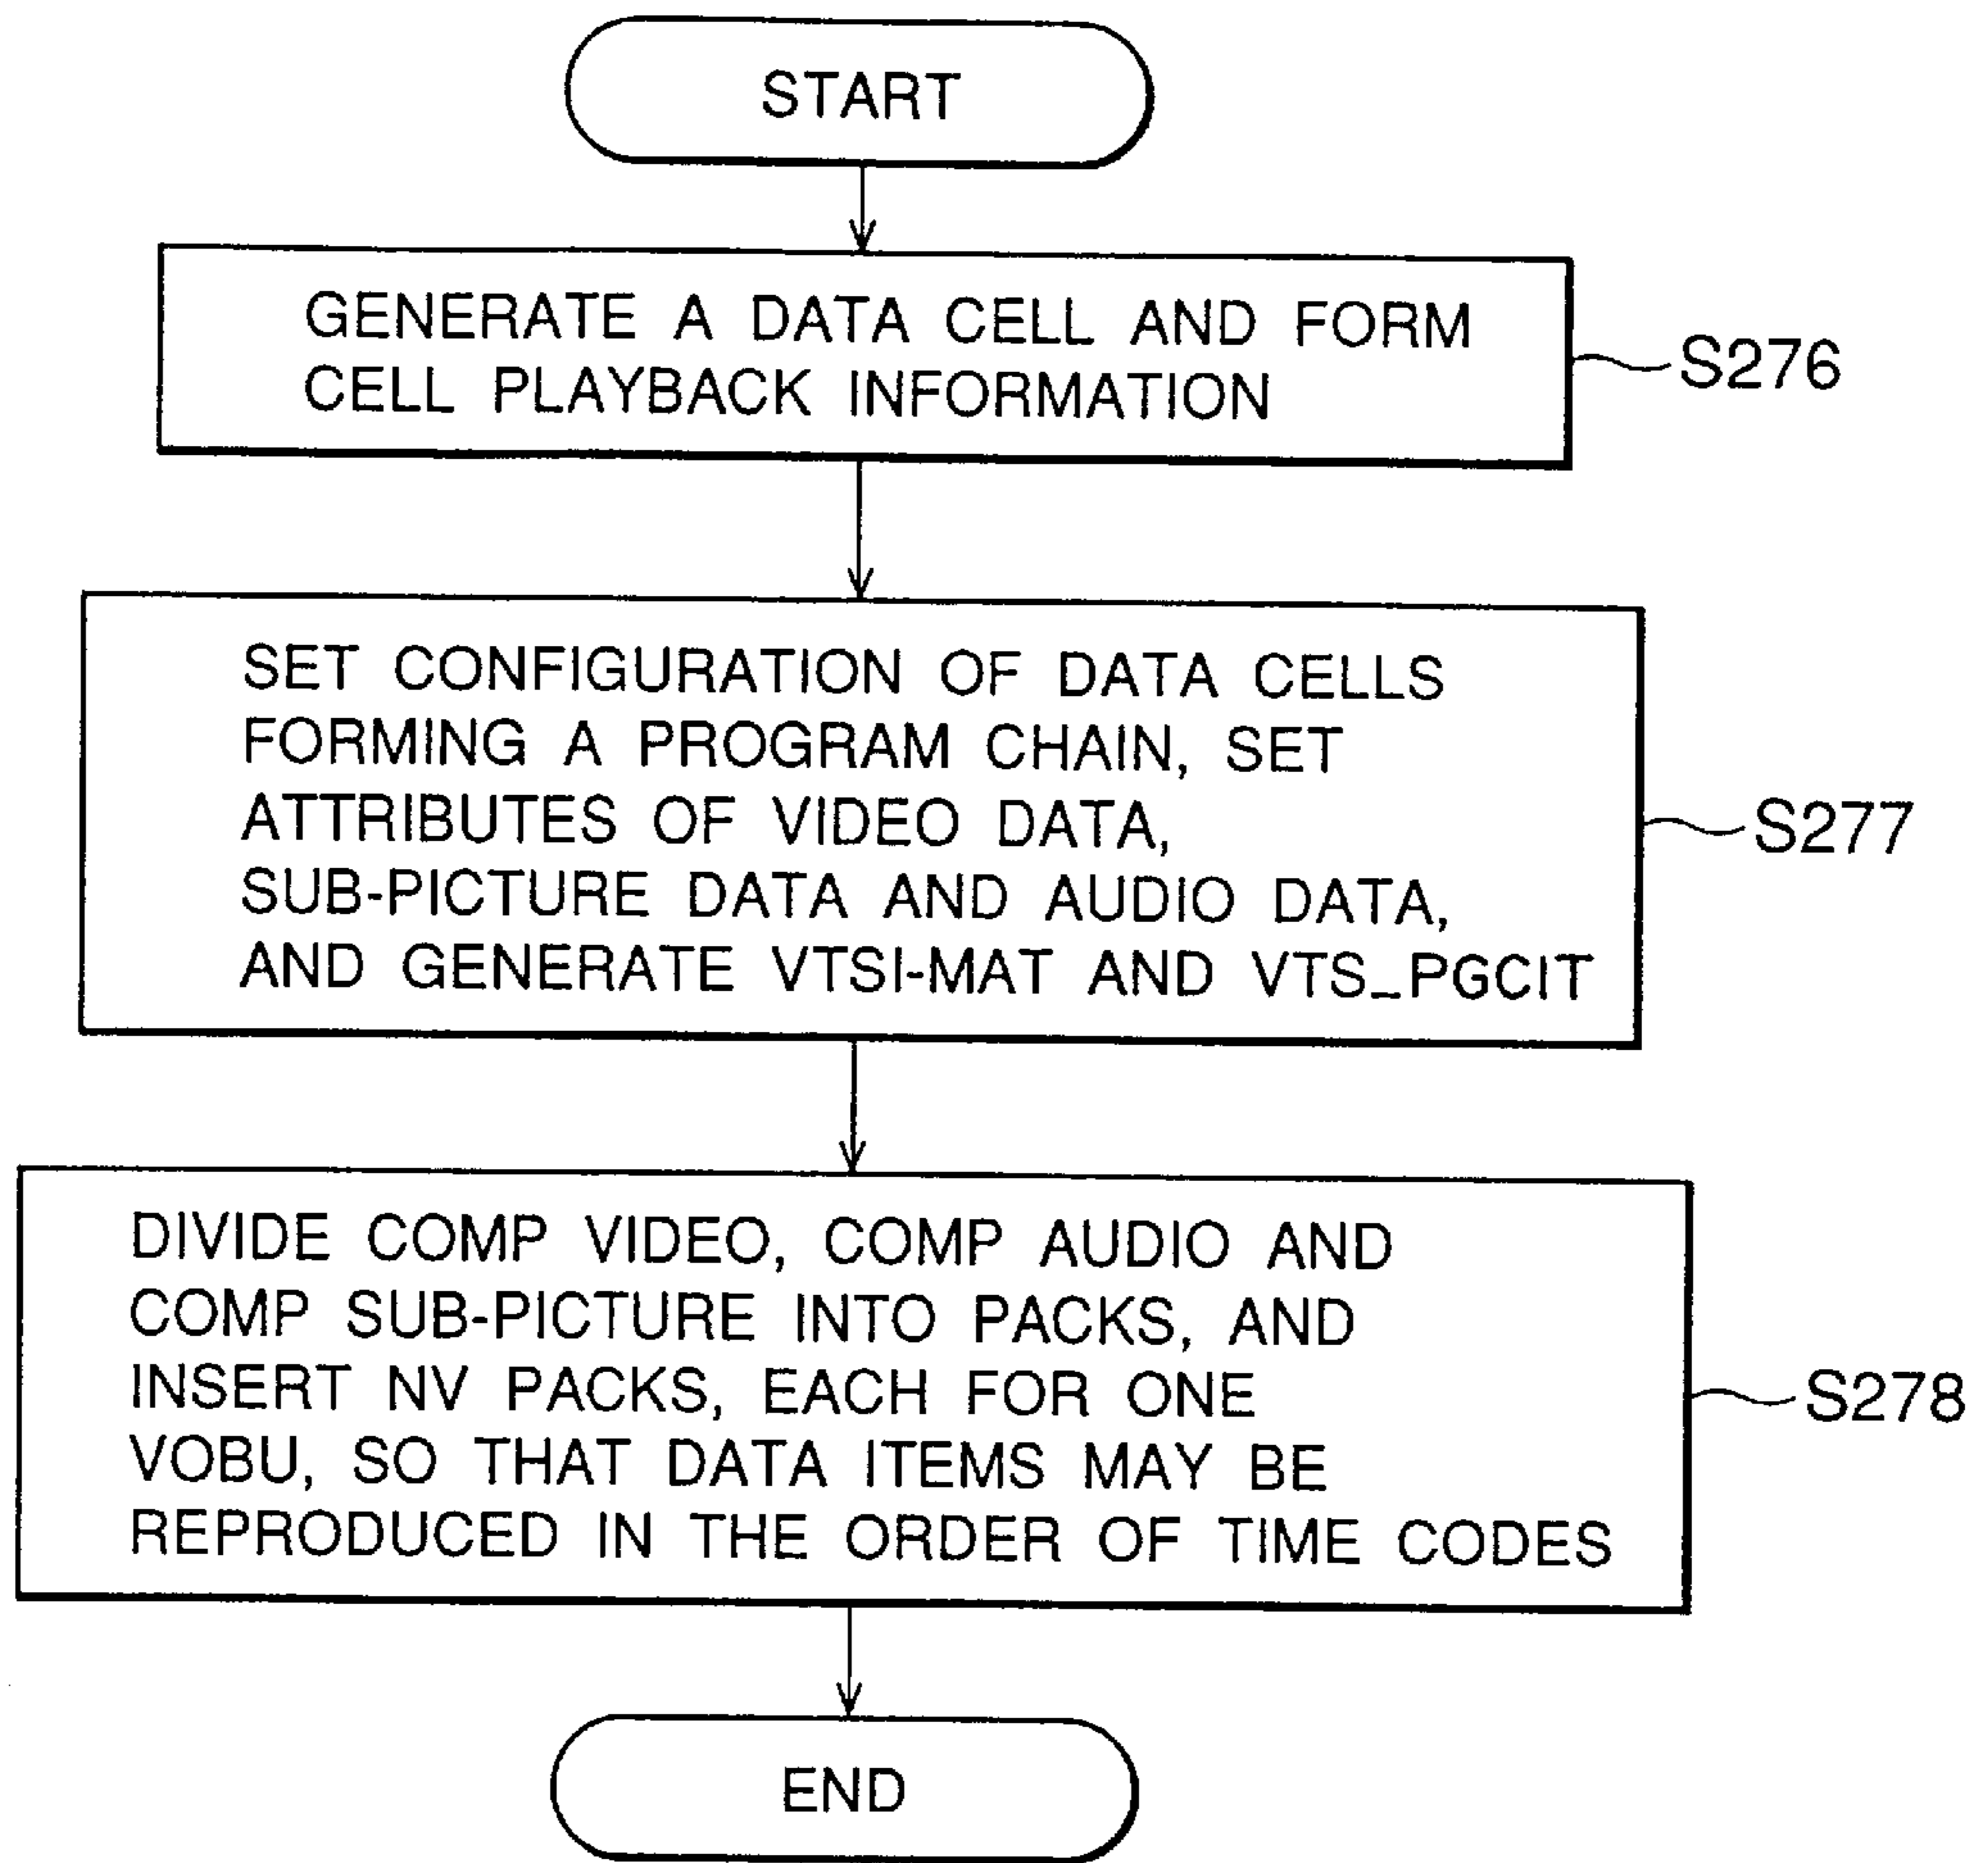 START
GENERATE A DATA CELL AND FORM
CELL PLAYBACK INFORMATION
S276
SET CONFIGURATION OF DATA CELLS
FORMING A PROGRAM CHAIN, SET
ATTRIBUTES OF VIDEO DATA,
SUB-PICTURE DATA AND AUDIO DATA,
AND GENERATE VTSI-MAT AND VTS_PGCIT
S277
DIVIDE COMP VIDEO, COMP AUDIO AND
COMP SUB-PICTURE INTO PACKS, AND
INSERT NV PACKS, EACH FOR ONE
VOBU, SO THAT DATA ITEMS MAY BE
REPRODUCED IN THE ORDER OF TIME CODES
S278
END